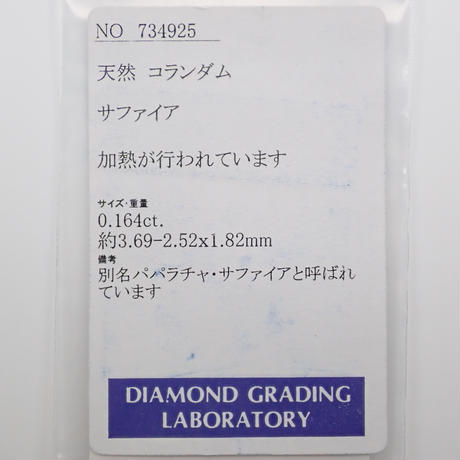 NO 734925
天然 コランダム
サファイア
加熱が行われています
サイズ・重量
0.164ct.
約3.69-2.52x1.82mm
備考
別名パパラチャ・サファイアと呼ばれ
ています
DIAMOND GRADING
LABORATORY